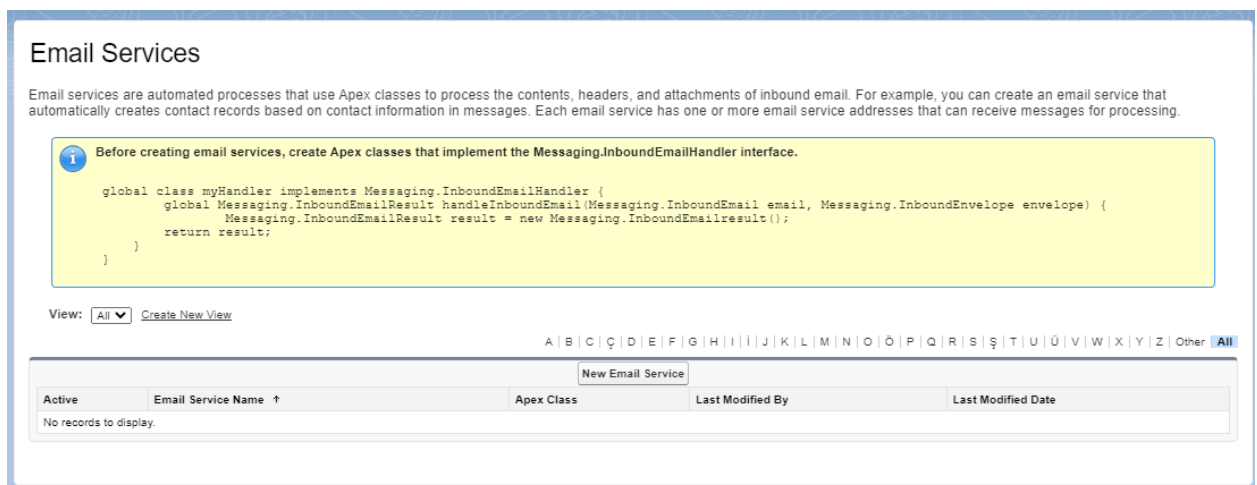 Email Services
Email services are automated processes that use Apex classes to process the contents, headers, and attachments of inbound email. For example, you can create an email service that
automatically creates contact records based on contact information in messages. Each email service has one or more email service addresses that can receive messages for processing.
Before creating email services, create Apex classes that implement the Messaging.InboundEmailHandler interface.
global class myHandler implements Messaging.InboundEmailHandler {
global Messaging.InboundEmailResult handleInboundEmail(Messaging.InboundEmail email, Messaging.InboundEnvelope envelope) {
Messaging.InboundEmailResult result = new Messaging.InboundEmailresult();
return result;
}
}
View: All Create New View
A | B | C | Ç | D | E | F | G | H | I | İ | J | K | L | M | N | O | Ö | P | Q | R | S | Ş | T | U | Ü | V | W | X | Y | Z | Other All
New Email Service
Active Email Service Name ↑ Apex Class Last Modified By Last Modified Date
No records to display.